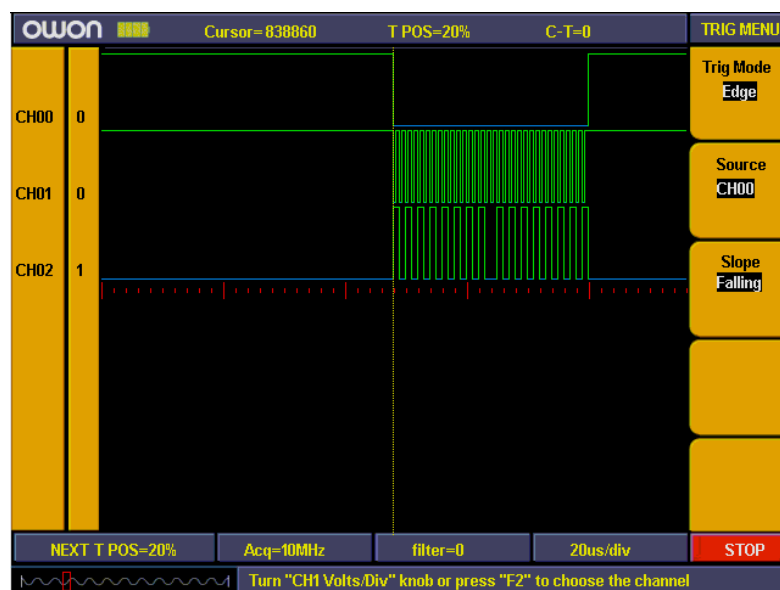 OWON Cursor=838860 T POS=20% C-T=0 TRIG MENU
Trig Mode
Edge
CH00 0
Source
CH00
CH01 0
Slope
Falling
CH02 1
NEXT T POS=20% Acq=10MHz filter=0 20us/div STOP
Turn "CH1 Volts/Div" knob or press "F2" to choose the channel